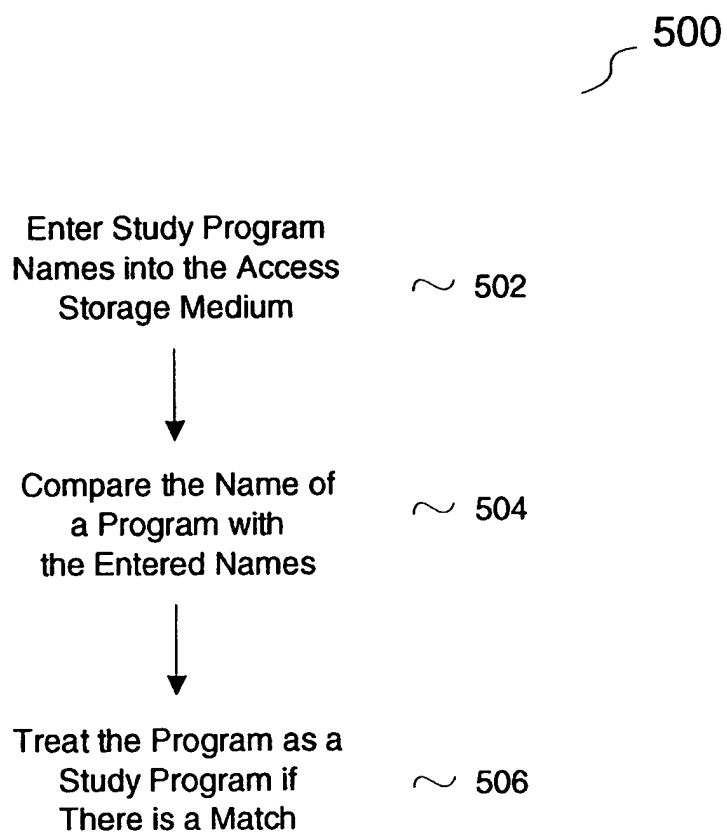 500
Enter Study Program
Names into the Access
Storage Medium
502
Compare the Name of
a Program with
the Entered Names
504
Treat the Program as a
Study Program if
There is a Match
506